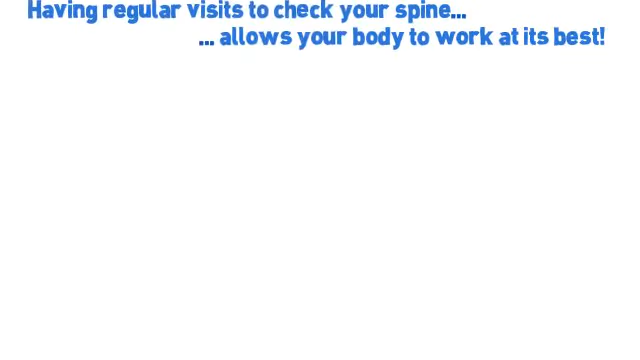 Having regular visits to check your spine...
... allows your body to work at its best!